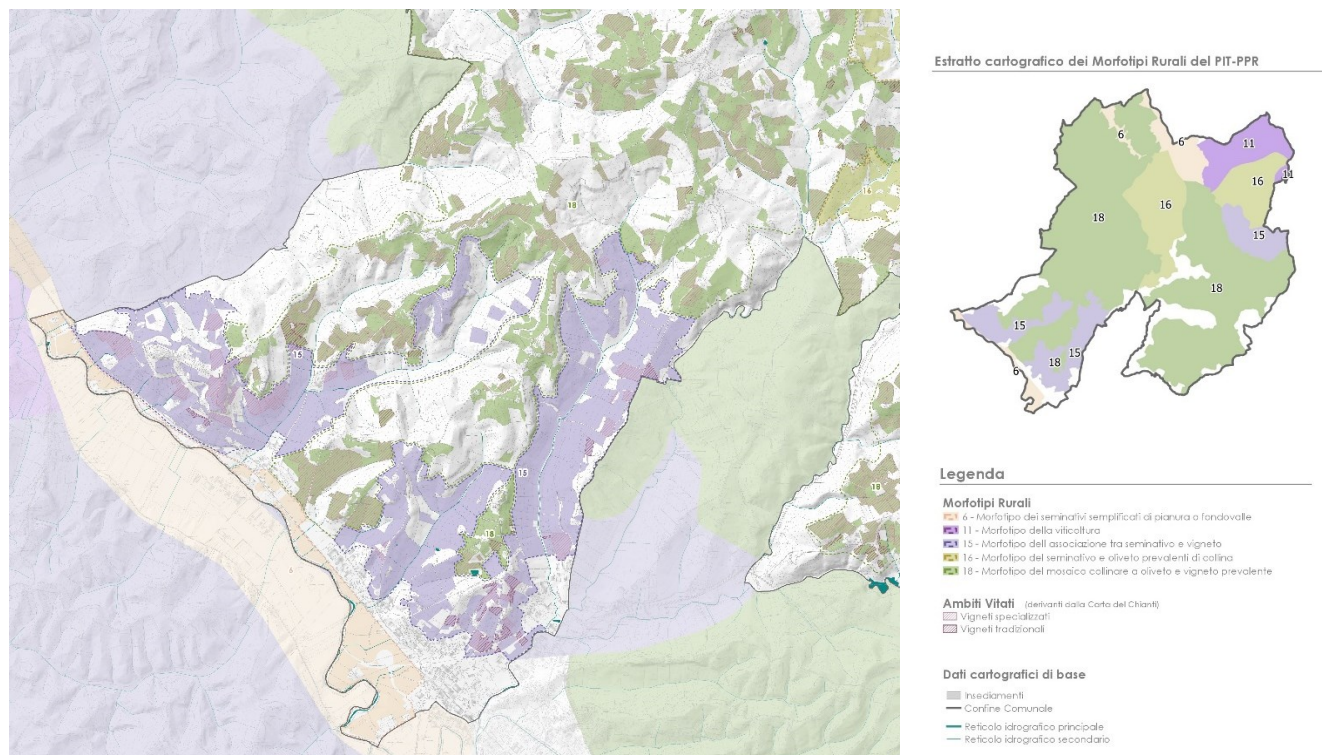 18
16
15
15
18
18
Estratto cartografico dei Morfotipi Rurali del PIT-PPR
6
6
11
11
16
16
18
15
18
15
15
18
6
Legenda
Morfotipi Rurali
6 - Morfotipo dei seminativi semplificati di pianura o fondovalle
11 - Morfotipo della viticoltura
15 - Morfotipo dell'associazione tra seminativo e vigneto
16 - Morfotipo del seminativo e oliveto prevalenti di collina
18 - Morfotipo del mosaico collinare a oliveto e vigneto prevalente
Ambiti Vitati (derivanti dalla Carta del Chianti)
Vigneti specializzati
Vigneti tradizionali
Dati cartografici di base
Insediamenti
Confine Comunale
Reticolo idrografico principale
Reticolo idrografico secondario